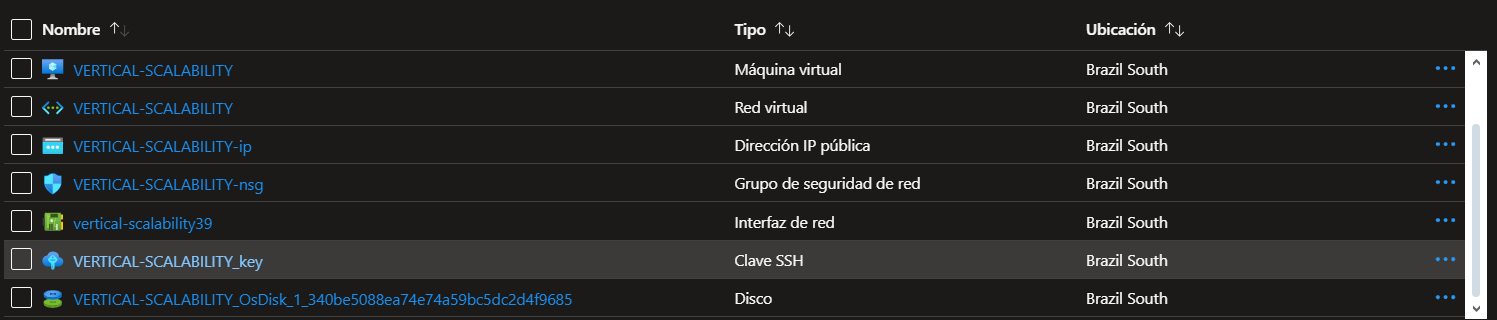 Nombre Tipo Ubicación
VERTICAL-SCALABILITY Máquina virtual Brazil South
VERTICAL-SCALABILITY Red virtual Brazil South
VERTICAL-SCALABILITY-ip Dirección IP pública Brazil South
VERTICAL-SCALABILITY-nsg Grupo de seguridad de red Brazil South
vertical-scalability39 Interfaz de red Brazil South
VERTICAL-SCALABILITY_key Clave SSH Brazil South
VERTICAL-SCALABILITY_OsDisk_1_340be5088ea74e74a59bc5dc2d4f9685 Disco Brazil South